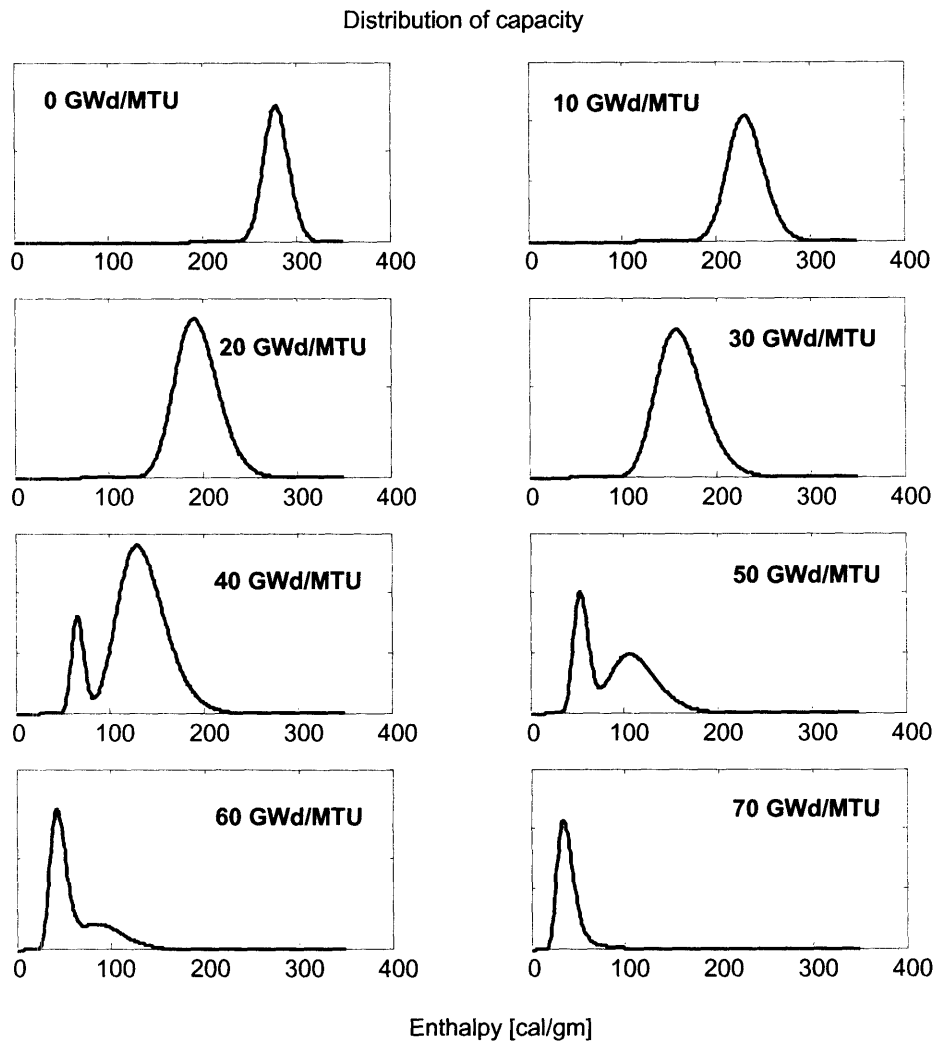 Distribution of capacity
0 GWd/MTU
10 GWd/MTU
0 100 200 300 400
0 100 200 300 400
20 GWd/MTU
30 GWd/MTU
0 100 200 300 400
0 100 200 300 400
40 GWd/MTU
50 GWd/MTU
0 100 200 300 400
0 100 200 300 400
60 GWd/MTU
70 GWd/MTU
0 100 200 300 400
0 100 200 300 400
Enthalpy [cal/gm]